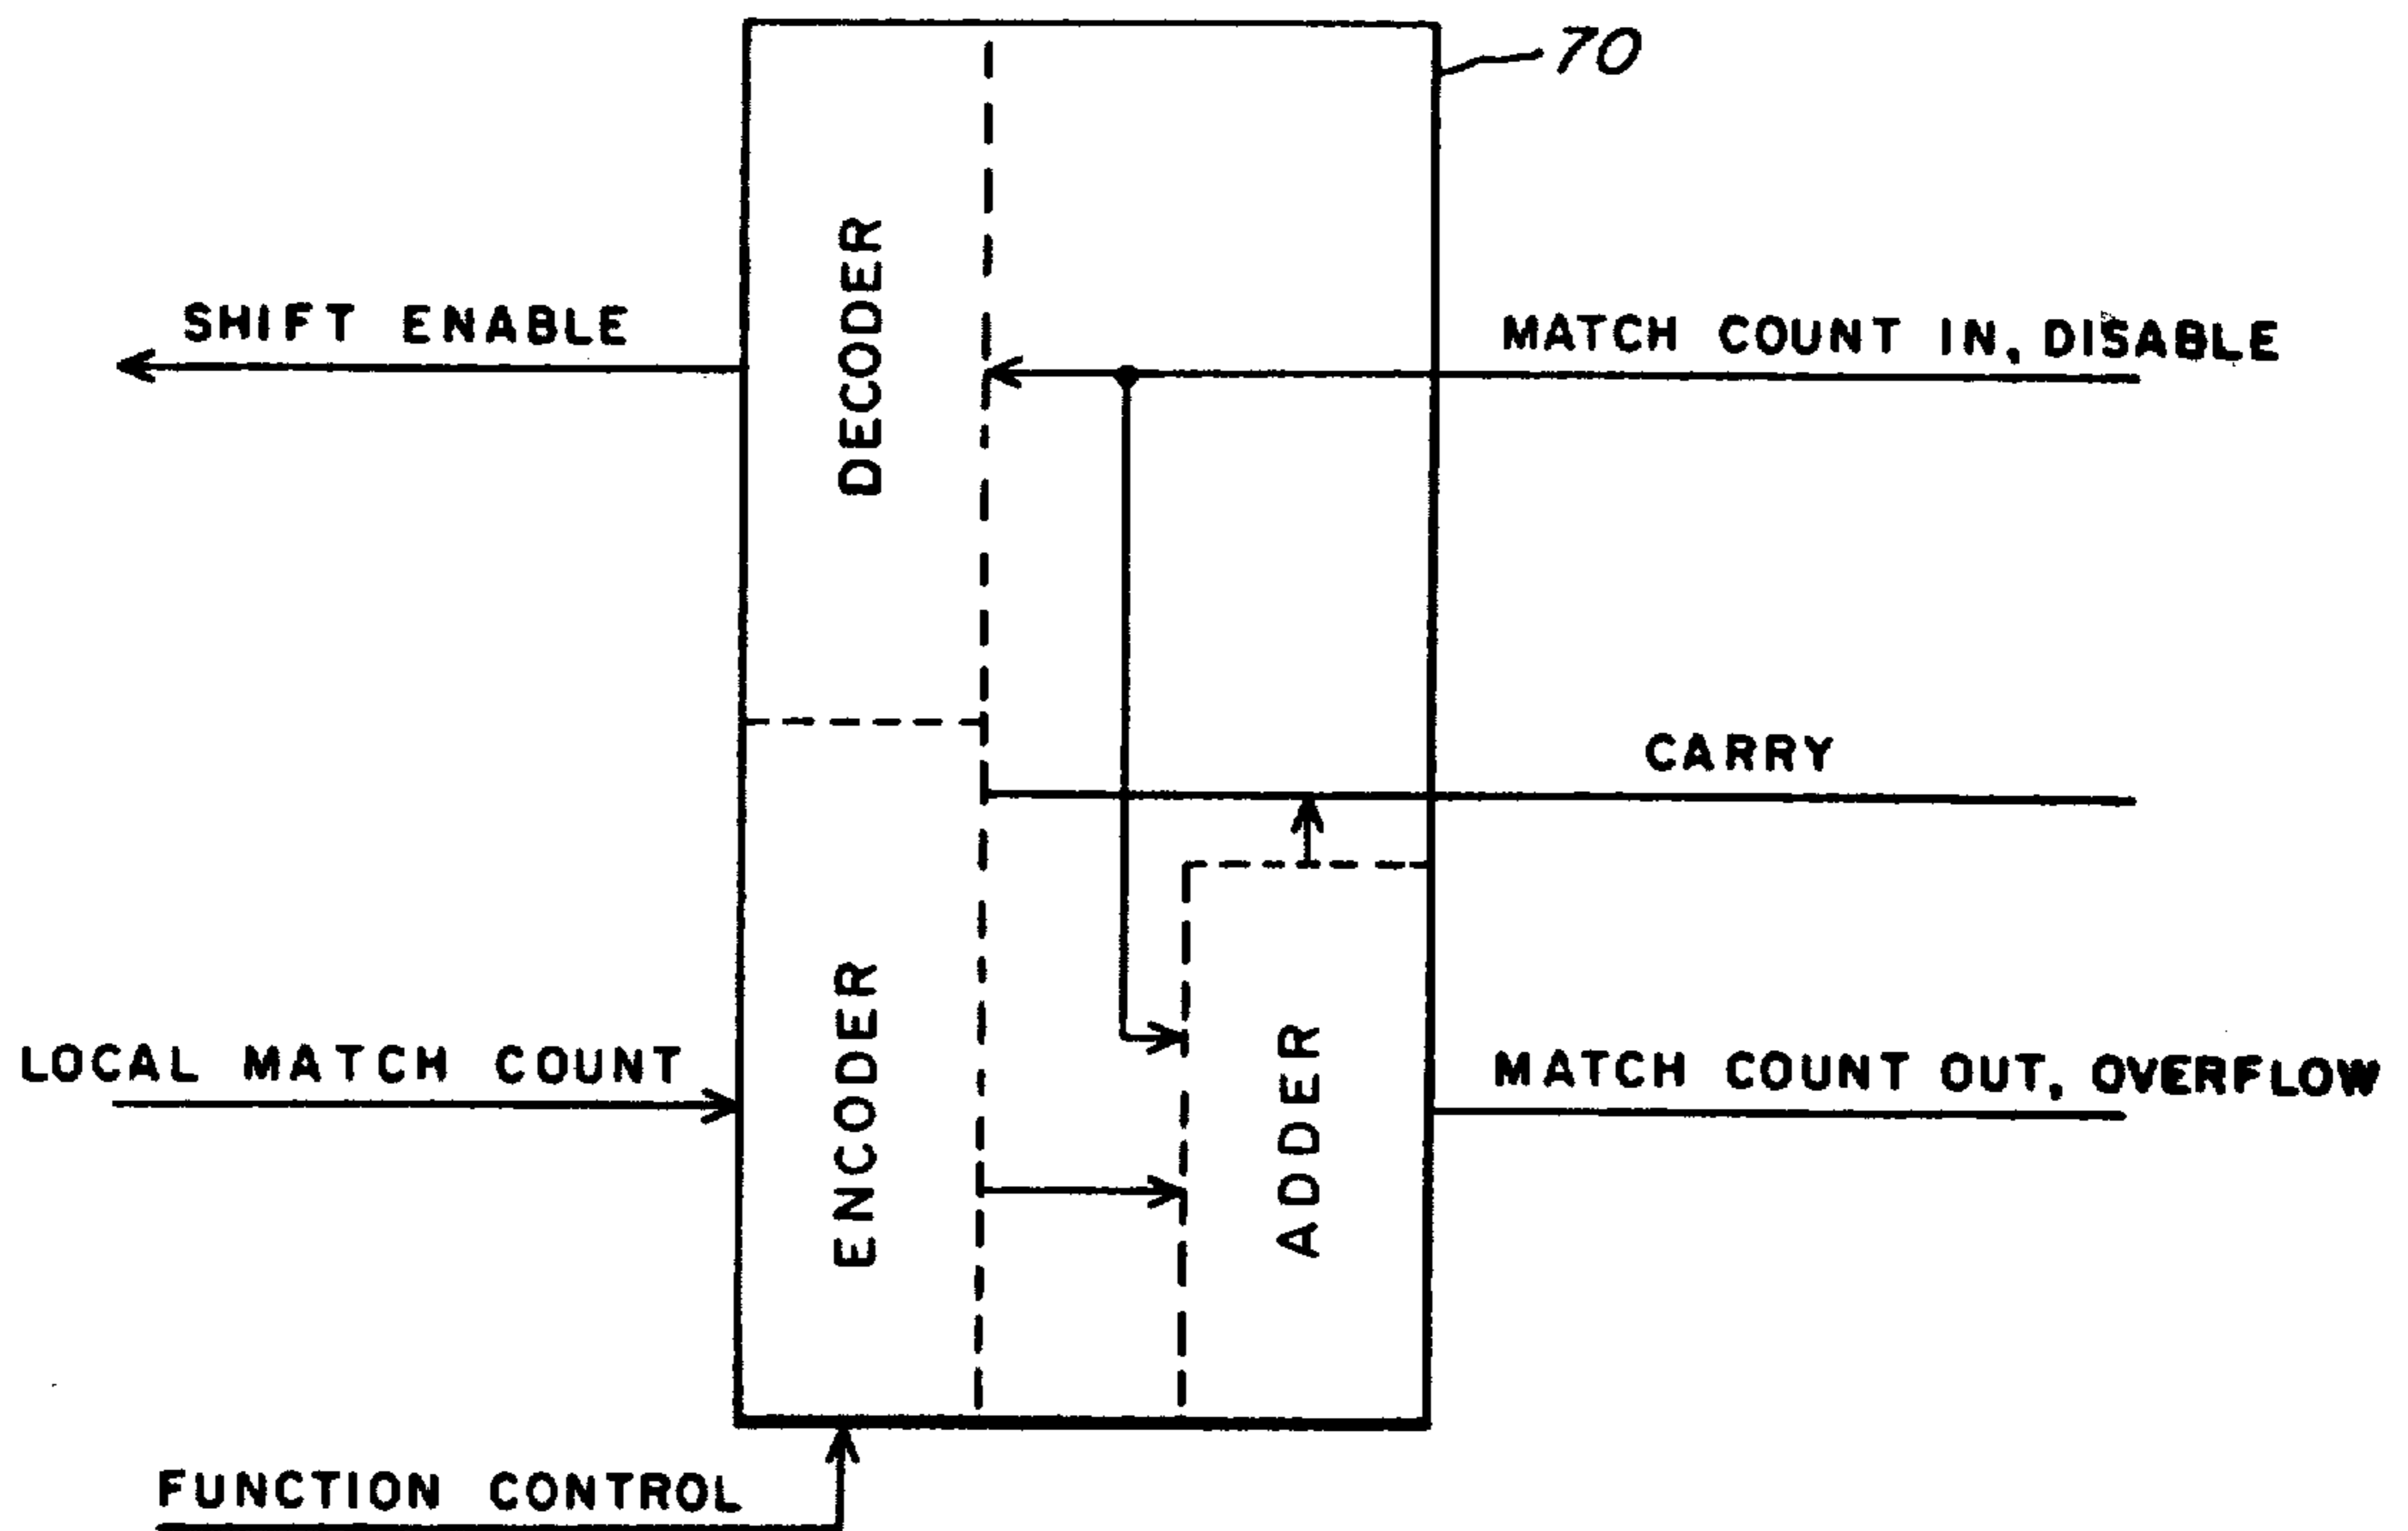 70
DECODER
SHIFT ENABLE
MATCH COUNT IN, DISABLE
CARRY
ENCODER
ADDER
LOCAL MATCH COUNT
MATCH COUNT OUT, OVERFLOW
FUNCTION CONTROL